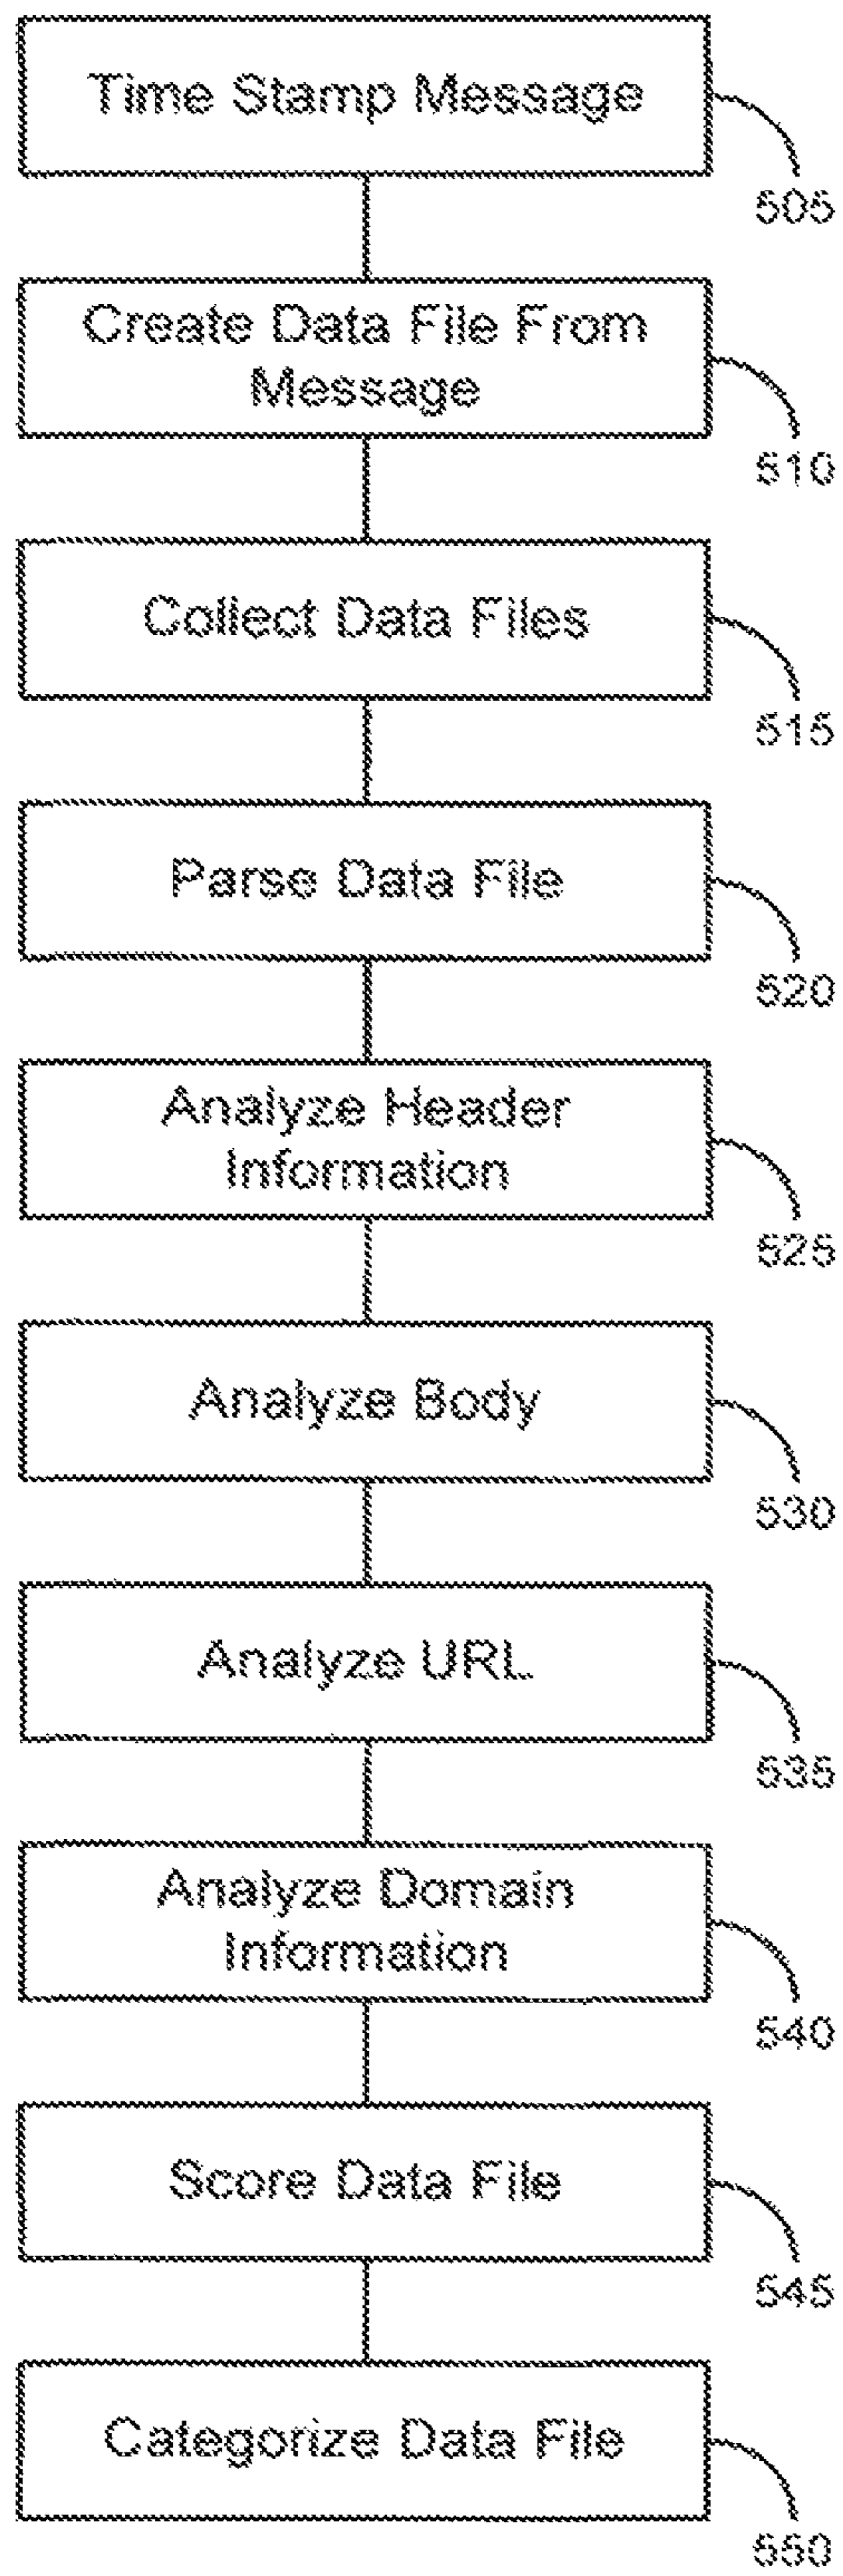 Time Stamp Message
505
Create Data File From
Message
510
Collect Data Files
515
Parse Data File
520
Analyze Header
Information
525
Analyze Body
530
Analyze URL
535
Analyze Domain
Information
540
Score Data File
545
Categorize Data File
550